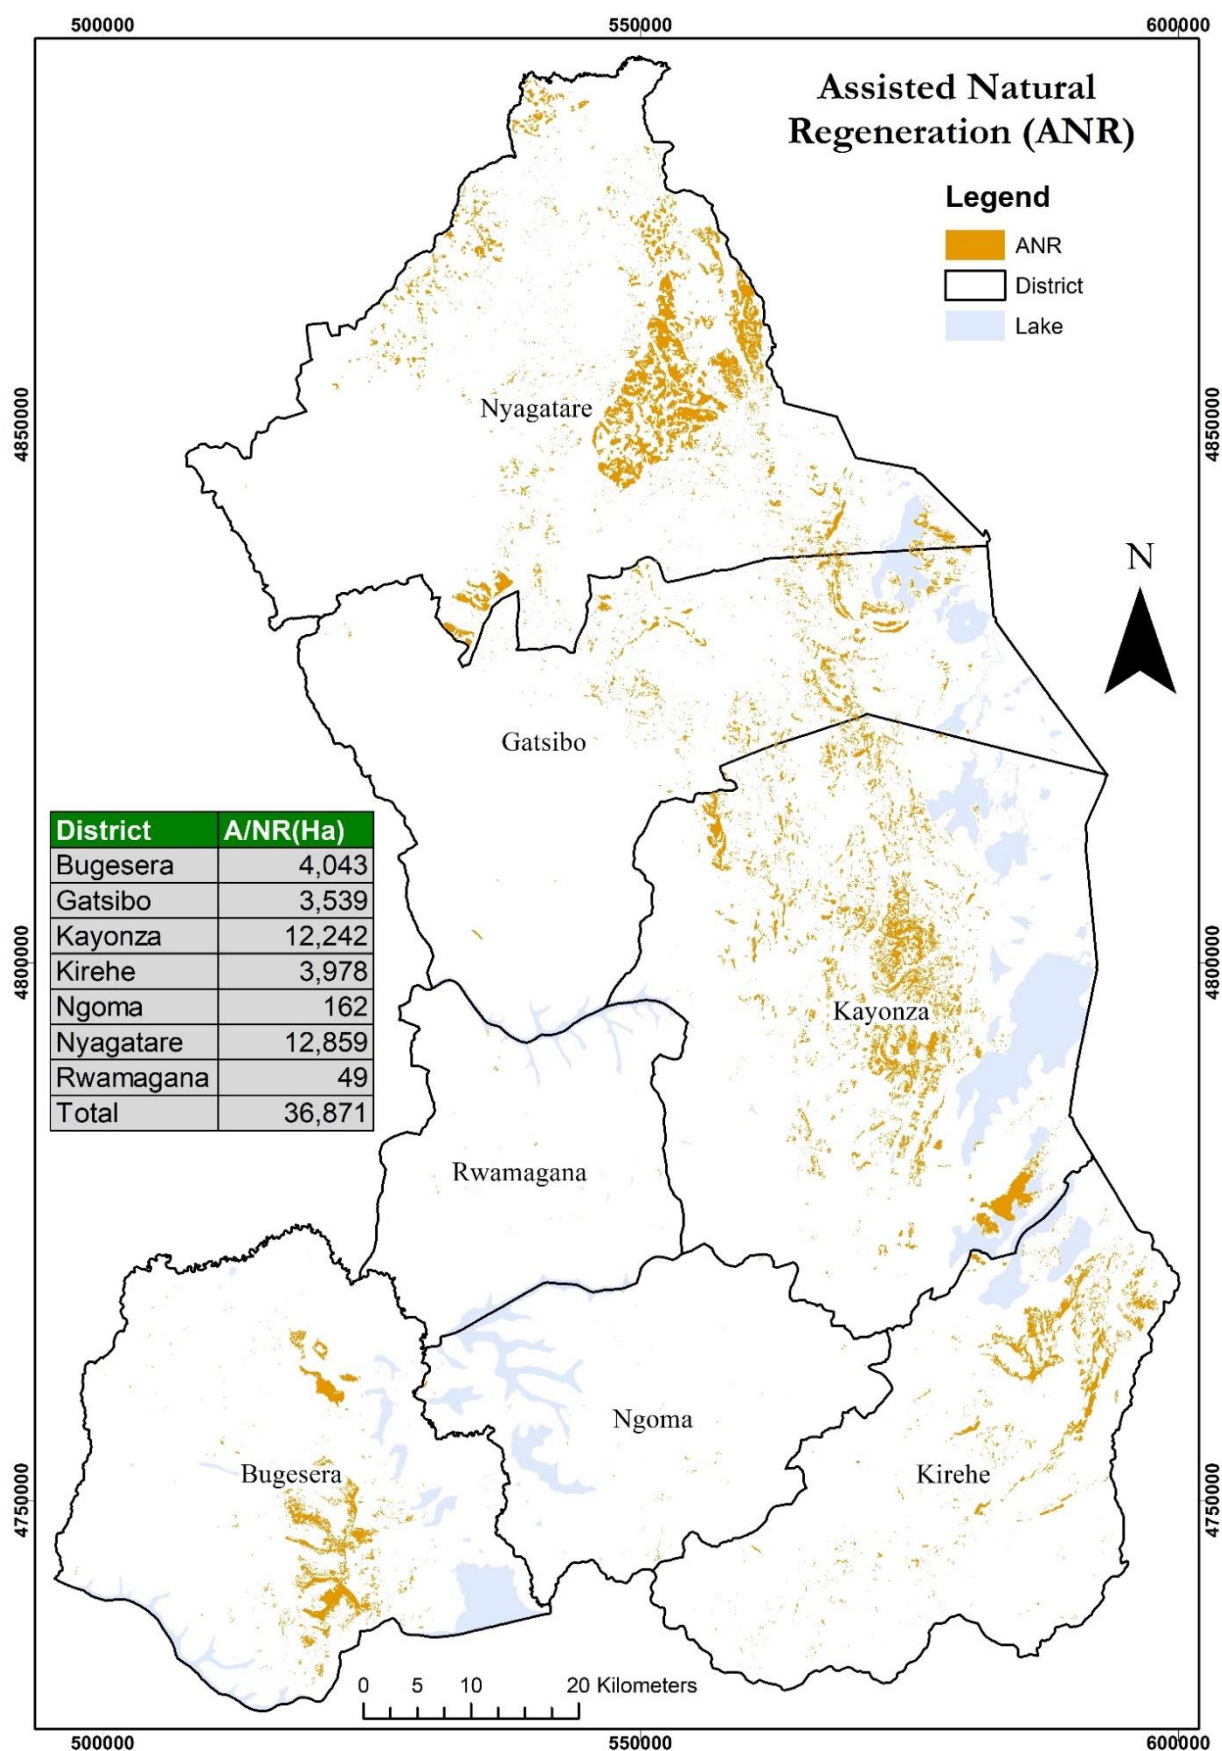 500000 550000 600000
Assisted Natural
Regeneration (ANR)
Legend
ANR
District
Lake
4850000 4850000
Nyagatare
N
Gatsibo
District A/NR(Ha)
Bugesera 4,043
Gatsibo 3,539
Kayonza 12,242
Kirehe 3,978
Ngoma 162
Nyagatare 12,859
Rwamagana 49
Total 36,871
4800000 4800000
Kayonza
Rwamagana
Ngoma
Bugesera
Kirehe
4750000 4750000
0 5 10 20 Kilometers
500000 550000 600000